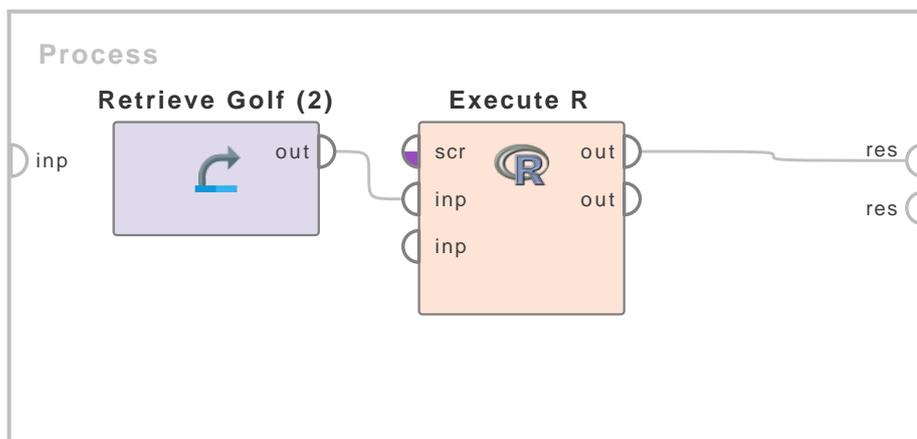 Process
Retrieve Golf (2)
Execute R
inp
out
scr
R
out
res
inp
out
res
inp